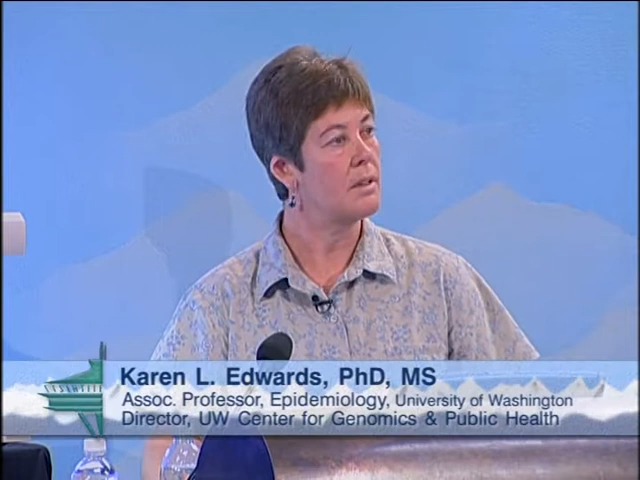 Karen L. Edwards, PhD, MS
Assoc. Professor, Epidemiology, University of Washington
Director, UW Center for Genomics & Public Health